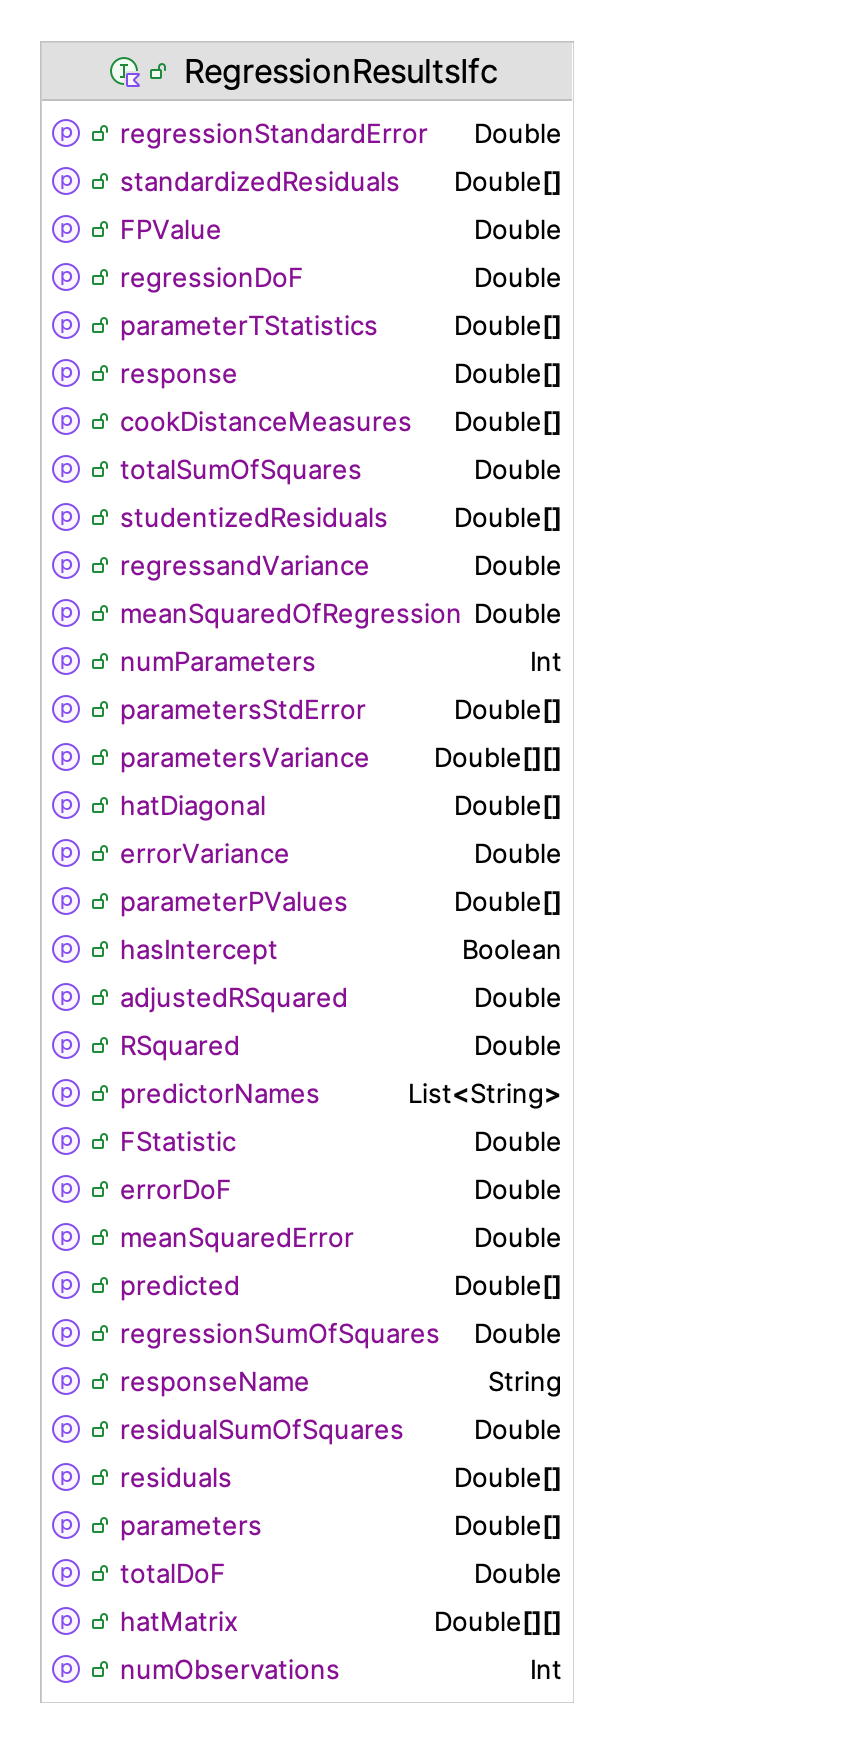 RegressionResultsIfc
regressionStandardError Double
standardizedResiduals Double[]
FPValue Double
regressionDoF Double
parameterTStatistics Double[]
response Double[]
cookDistanceMeasures Double[]
totalSumOfSquares Double
studentizedResiduals Double[]
regressandVariance Double
meanSquaredOfRegression Double
numParameters Int
parametersStdError Double[]
parametersVariance Double[][]
hatDiagonal Double[]
errorVariance Double
parameterPValues Double[]
hasIntercept Boolean
adjustedRSquared Double
RSquared Double
predictorNames List<String>
FStatistic Double
errorDoF Double
meanSquaredError Double
predicted Double[]
regressionSumOfSquares Double
responseName String
residualSumOfSquares Double
residuals Double[]
parameters Double[]
totalDoF Double
hatMatrix Double[][]
numObservations Int